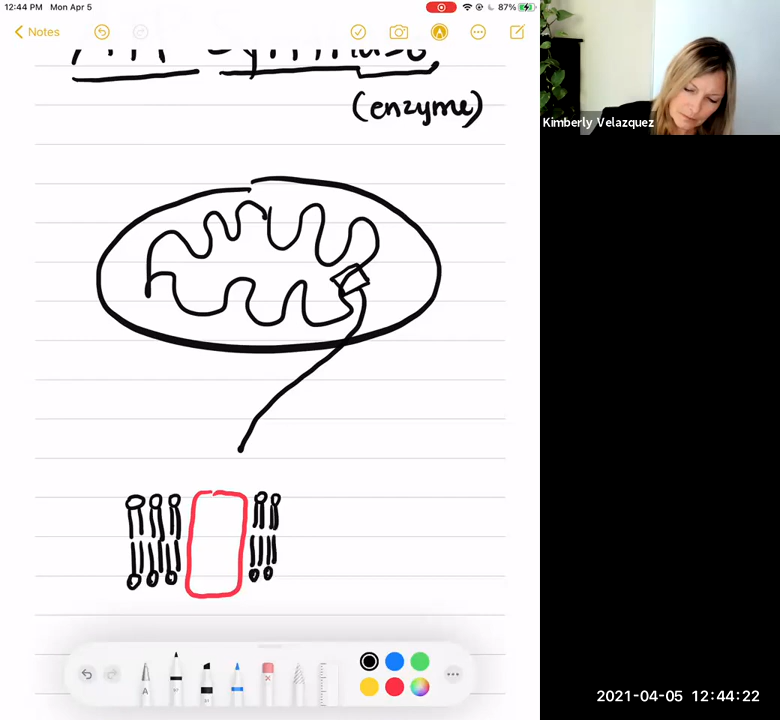 12:44 PM Mon Apr 5
87%
Notes
(enzyme)
Kimberly Velazquez
A
2021-04-05 12:44:22